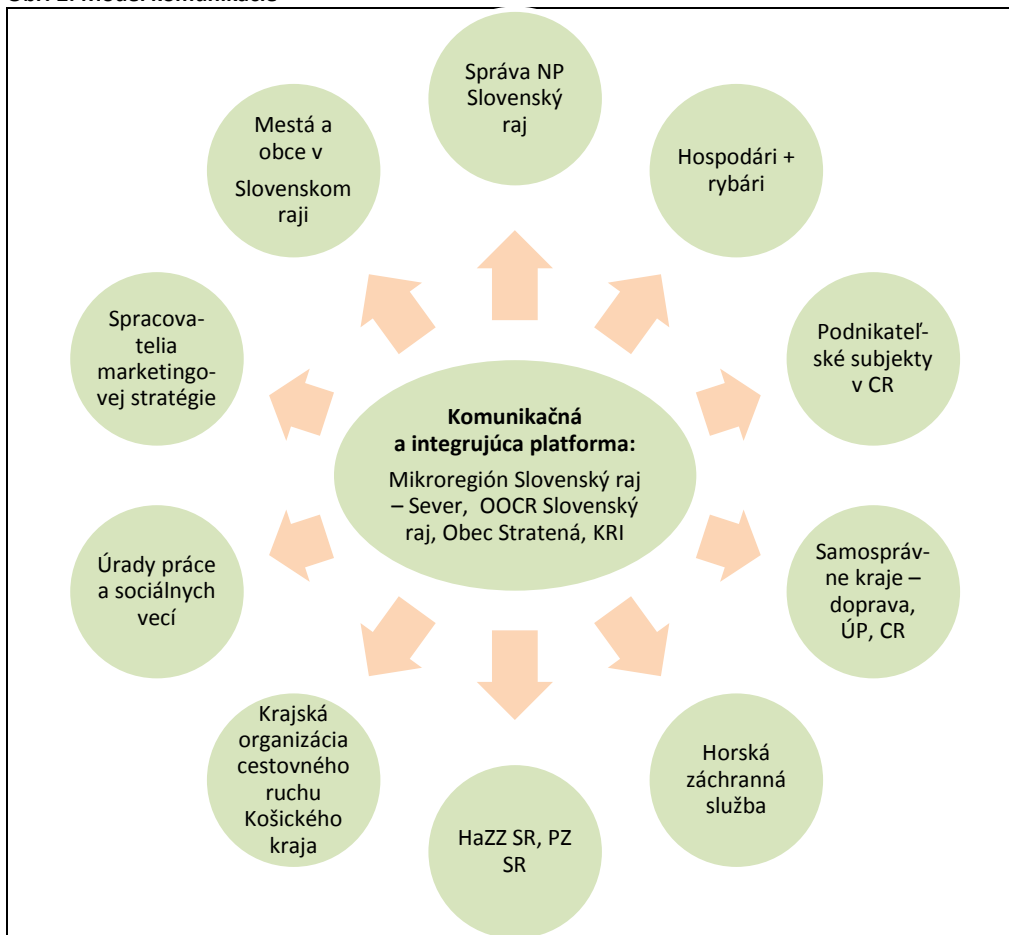 Správa NP
Slovenský
raj
Mestá a
obce v
Slovenskom
raji
Hospodári +
rybári
Spracova-
telia
marketingo-
vej stratégie
Podnikateľ-
ské subjekty
v CR
Komunikačná
a integrujúca platforma:
Mikroregión Slovenský raj
– Sever, OOCR Slovenský
raj, Obec Stratená, KRI
Úrady práce
a sociálnych
vecí
Samospráv-
ne kraje –
doprava,
ÚP, CR
Krajská
organizácia
cestovného
ruchu
Košického
kraja
Horská
záchranná
služba
HaZZ SR, PZ
SR